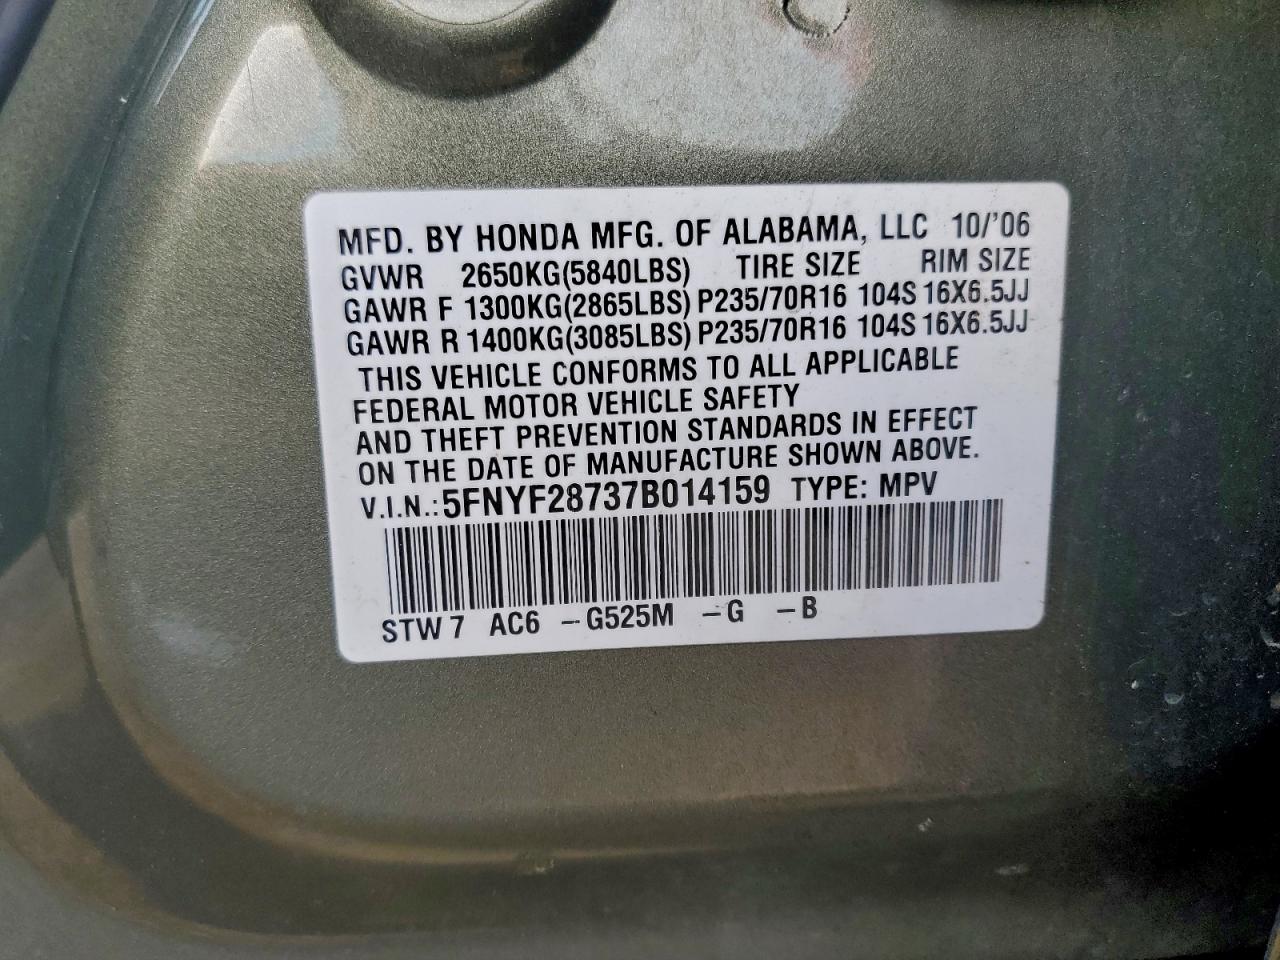 MFD. BY HONDA MFG. OF ALABAMA, LLC 10/'06
GVWR 2650KG(5840LBS) TIRE SIZE RIM SIZE
GAWR F 1300KG(2865LBS) P235/70R16 104S 16X6.5JJ
GAWR R 1400KG(3085LBS) P235/70R16 104S 16X6.5JJ
THIS VEHICLE CONFORMS TO ALL APPLICABLE
FEDERAL MOTOR VEHICLE SAFETY
AND THEFT PREVENTION STANDARDS IN EFFECT
ON THE DATE OF MANUFACTURE SHOWN ABOVE.
V.I.N.: 5FNYF28737B014159 TYPE: MPV
STW 7 AC6 –G525M –G –B